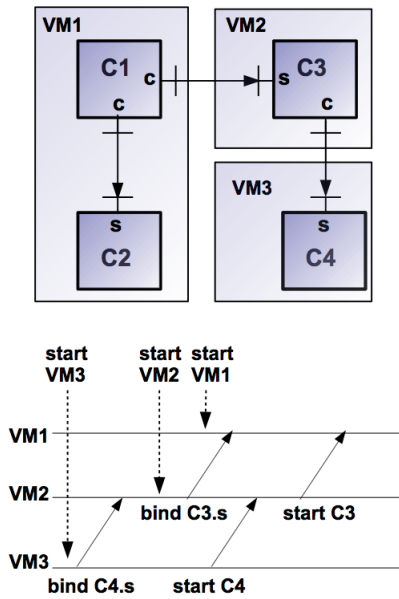 VM1
VM2
C1
c
c
s
C3
c
VM3
s
C2
s
C4
start
VM3
start
VM2
start
VM1
VM1
VM2
bind C3.s
start C3
VM3
bind C4.s
start C4